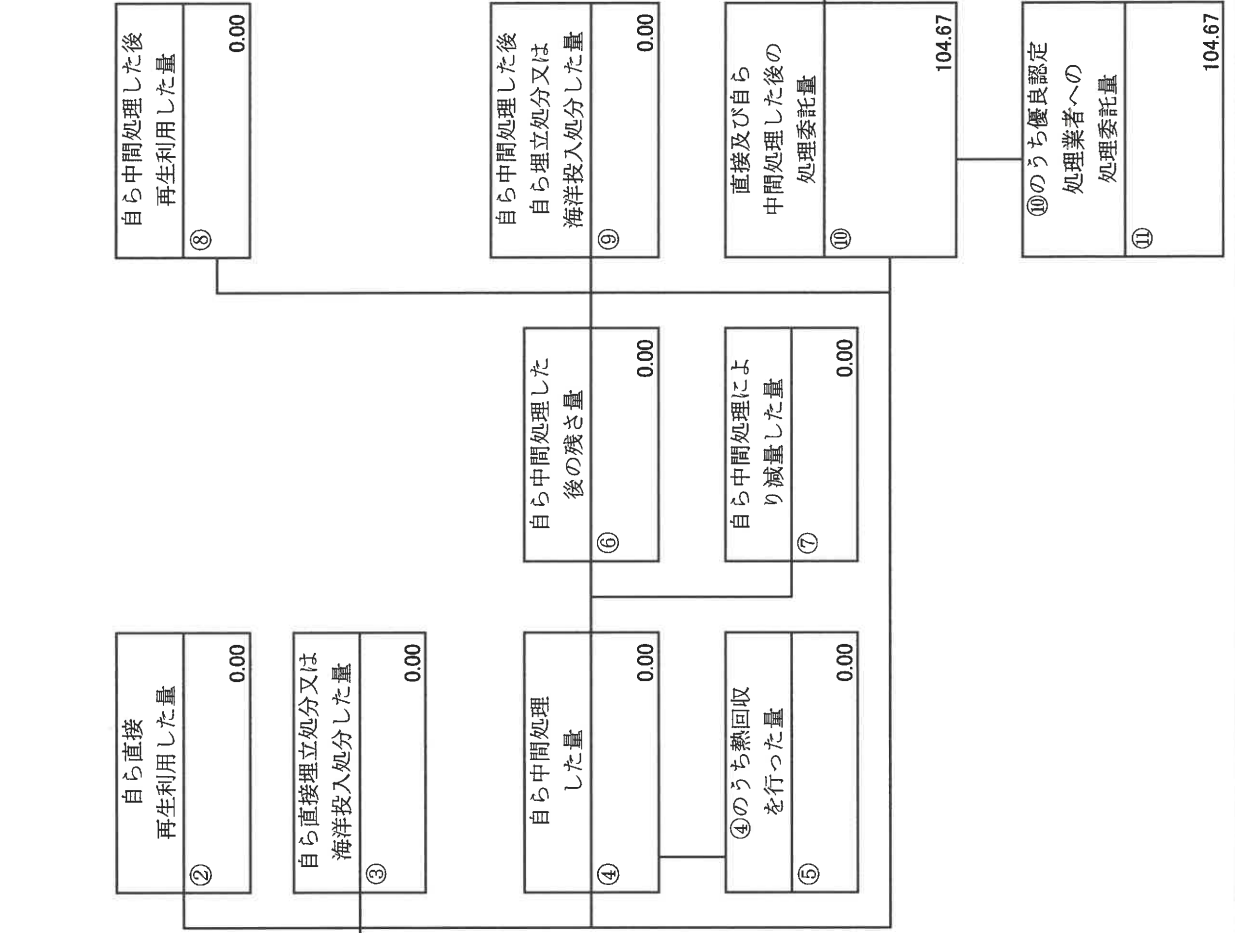 自ら直接
再生利用した量
②
0.00
自ら直接埋立処分又は
海洋投入処分した量
③
0.00
自ら中間処理
した量
④
0.00
④のうち熱回収
を行った量
⑤
0.00
自ら中間処理した
後の残さ量
⑥
0.00
自ら中間処理によ
り減量した量
⑦
0.00
自ら中間処理した後
再生利用した量
⑧
0.00
自ら中間処理した後
自ら埋立処分又は
海洋投入処分した量
⑨
0.00
直接及び自ら
中間処理した後の
処理委託量
⑩
104.67
⑩のうち優良認定
処理業者への
処理委託量
⑪
104.67